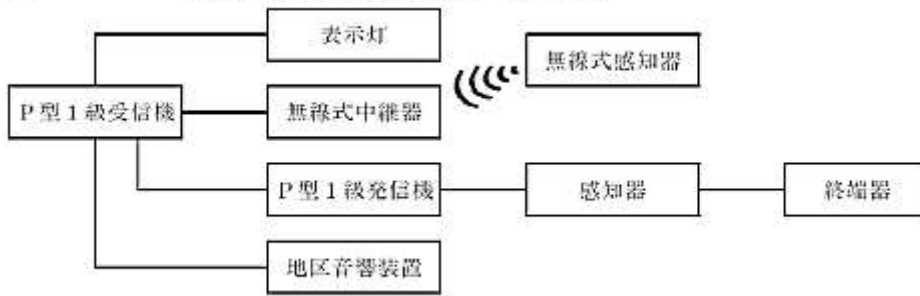 表示灯
無線式感知器
P型1級受信機
無線式中継器
P型1級発信機
感知器
終端器
地区音響装置